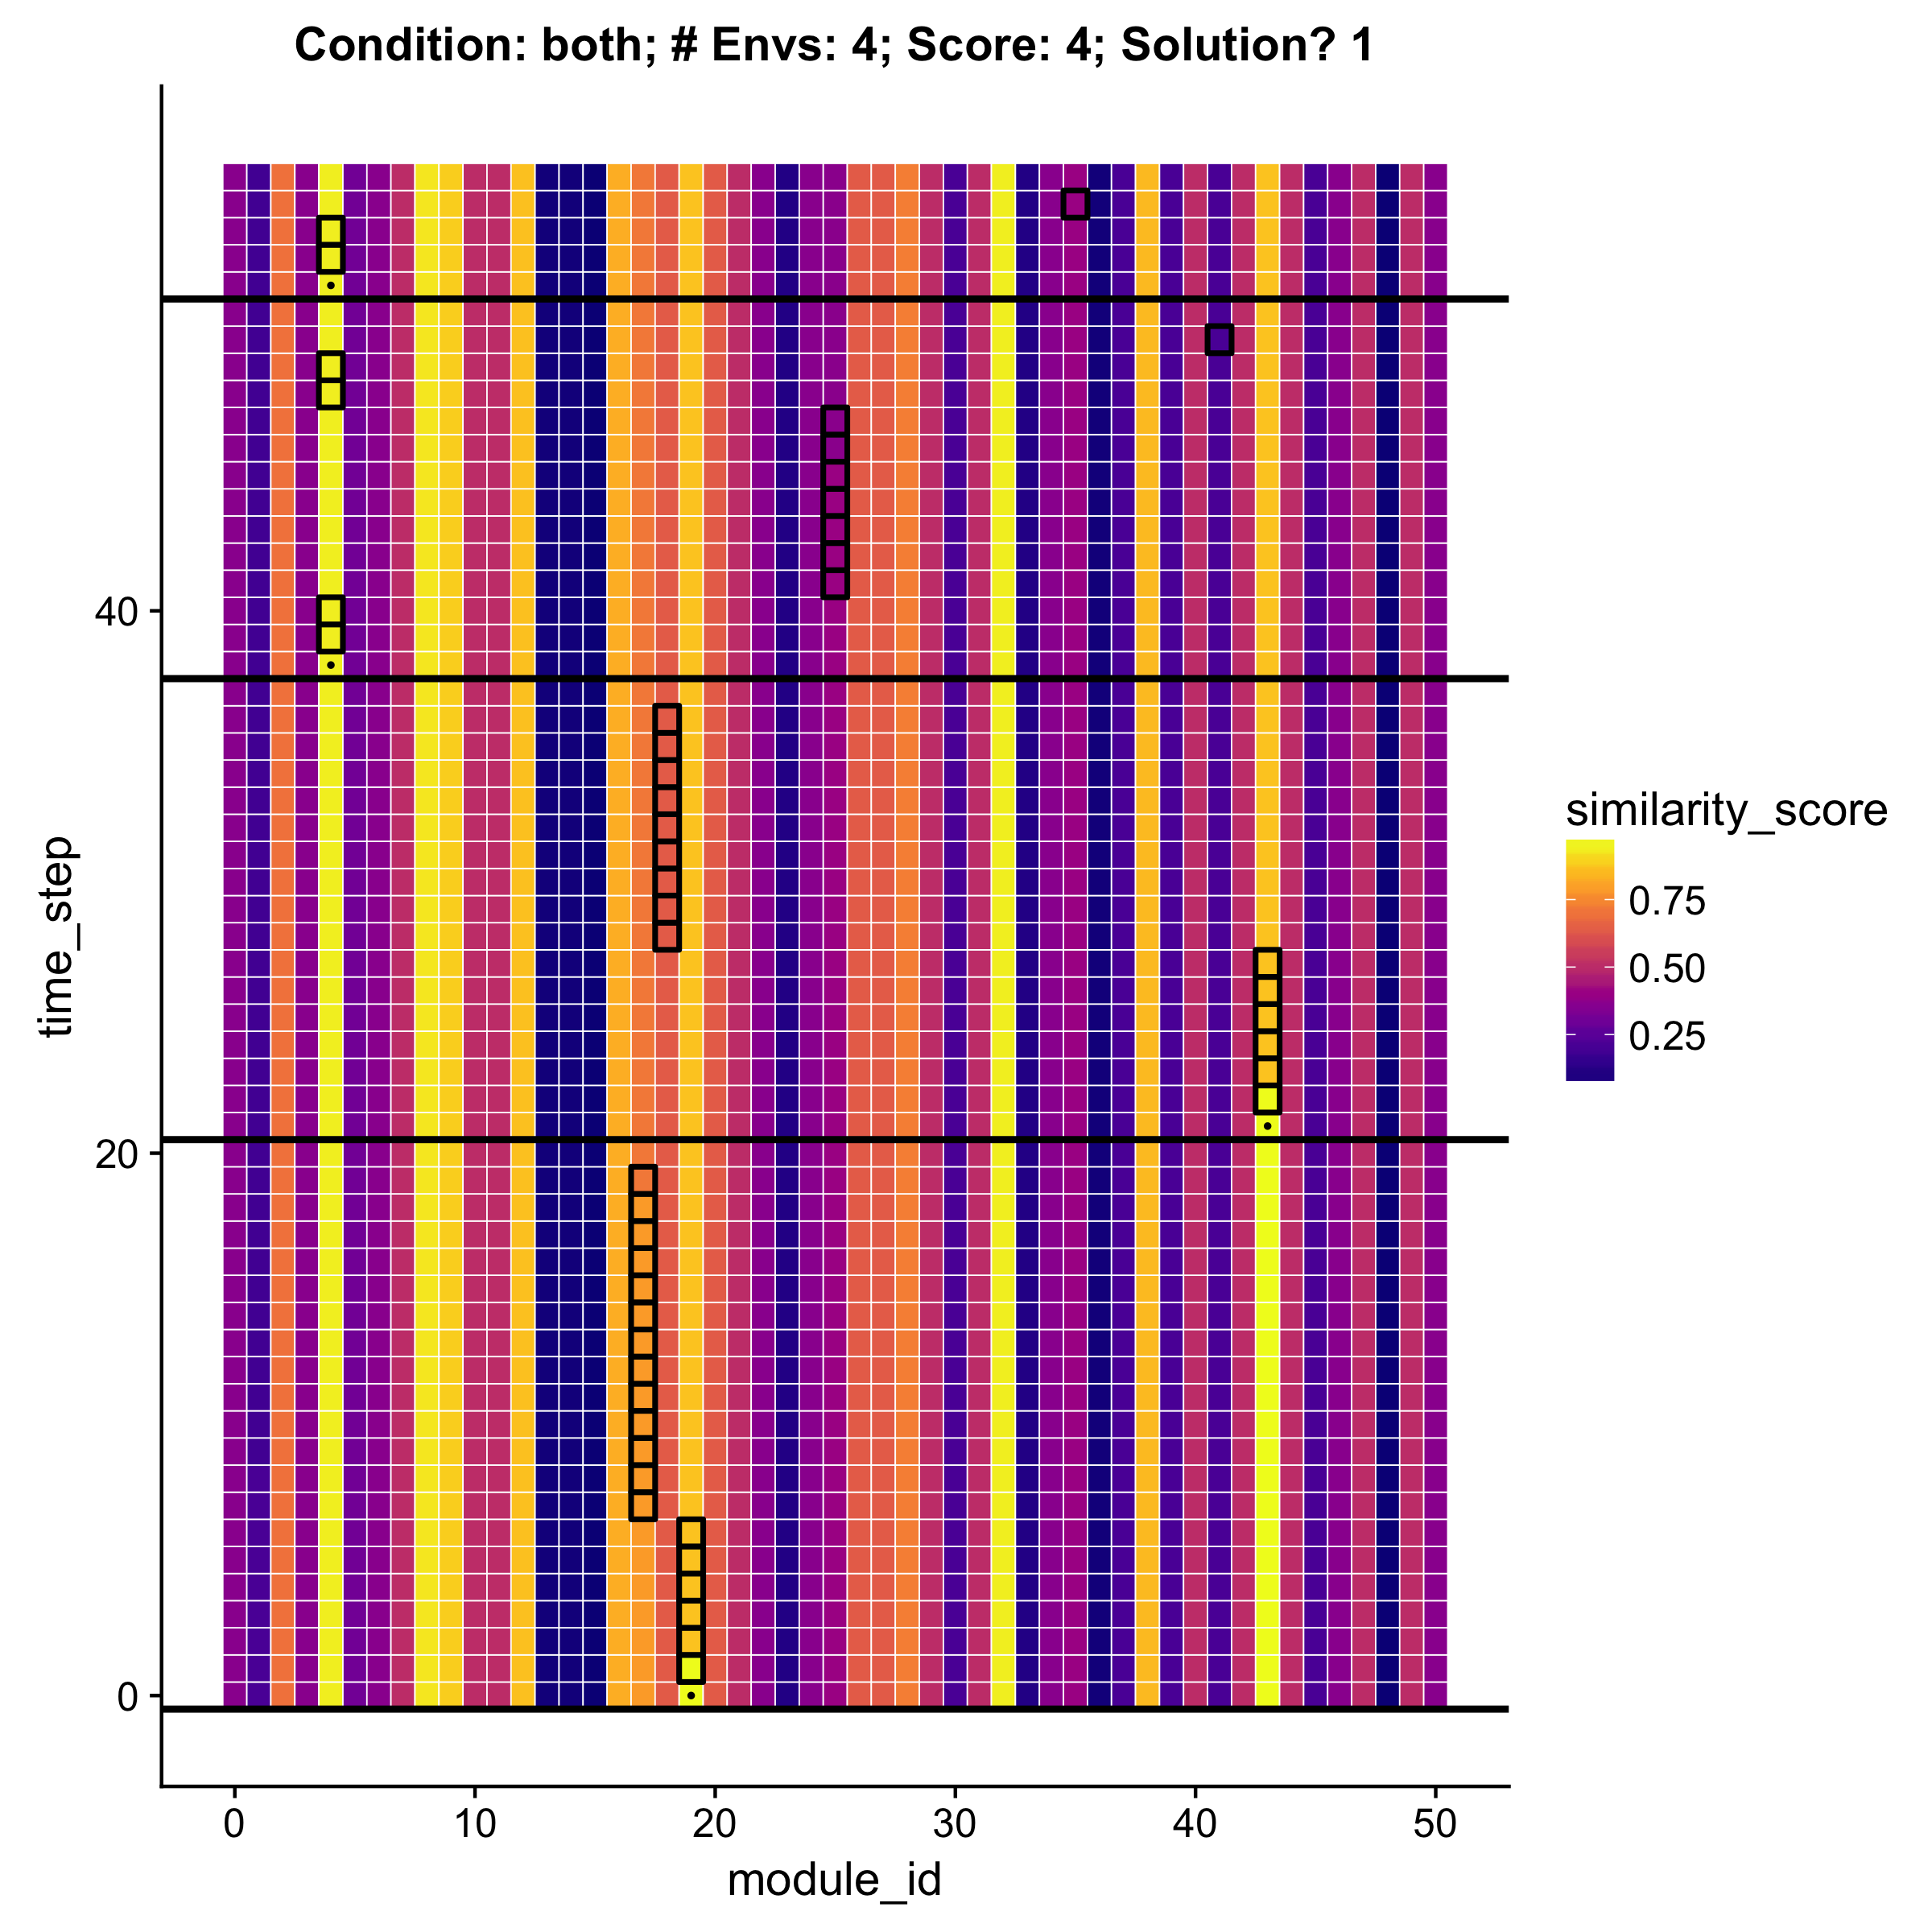 Condition: both; # Envs: 4; Score: 4; Solution? 1
time_step
40
20
0
0 10 20 30 40 50
module_id
similarity_score
0.75
0.50
0.25